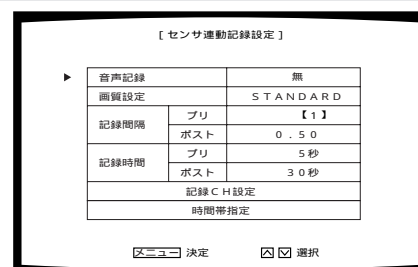 [センサ連動記録設定]
▶ 音声記録 無
画質設定 STANDARD
記録間隔 プリ 【1】
ポスト 0.50
記録時間 プリ 5秒
ポスト 30秒
記録CH設定
時間帯指定
メニュー 決定 選択